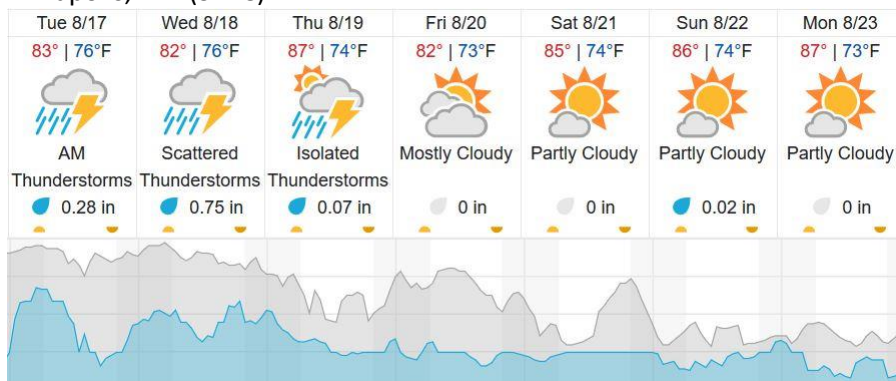 Tue 8/17 Wed 8/18 Thu 8/19 Fri 8/20 Sat 8/21 Sun 8/22 Mon 8/23
83° | 76°F 82° | 76°F 87° | 74°F 82° | 73°F 85° | 74°F 86° | 74°F 87° | 73°F
AM Scattered Isolated Mostly Cloudy Partly Cloudy Partly Cloudy Partly Cloudy
Thunderstorms Thunderstorms Thunderstorms
0.28 in 0.75 in 0.07 in 0 in 0 in 0.02 in 0 in